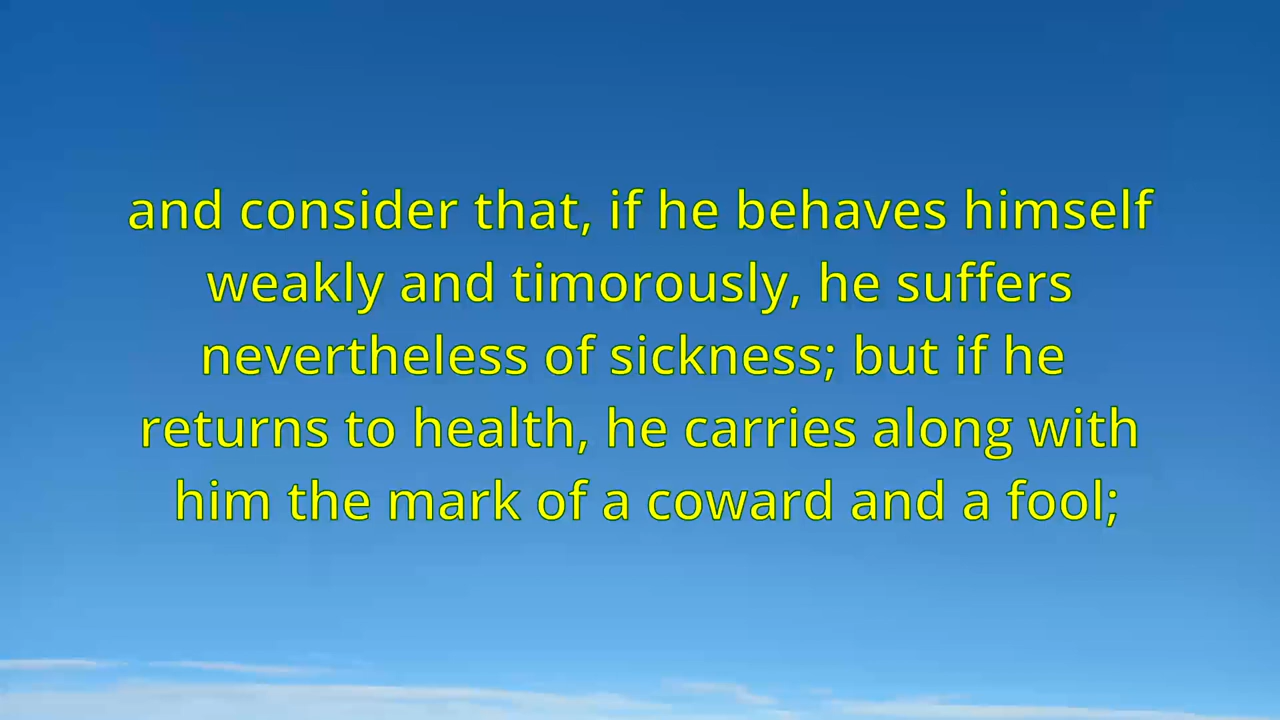 and consider that, if he behaves himself
weakly and timorously, he suffers
nevertheless of sickness; but if he
returns to health, he carries along with
him the mark of a coward and a fool;